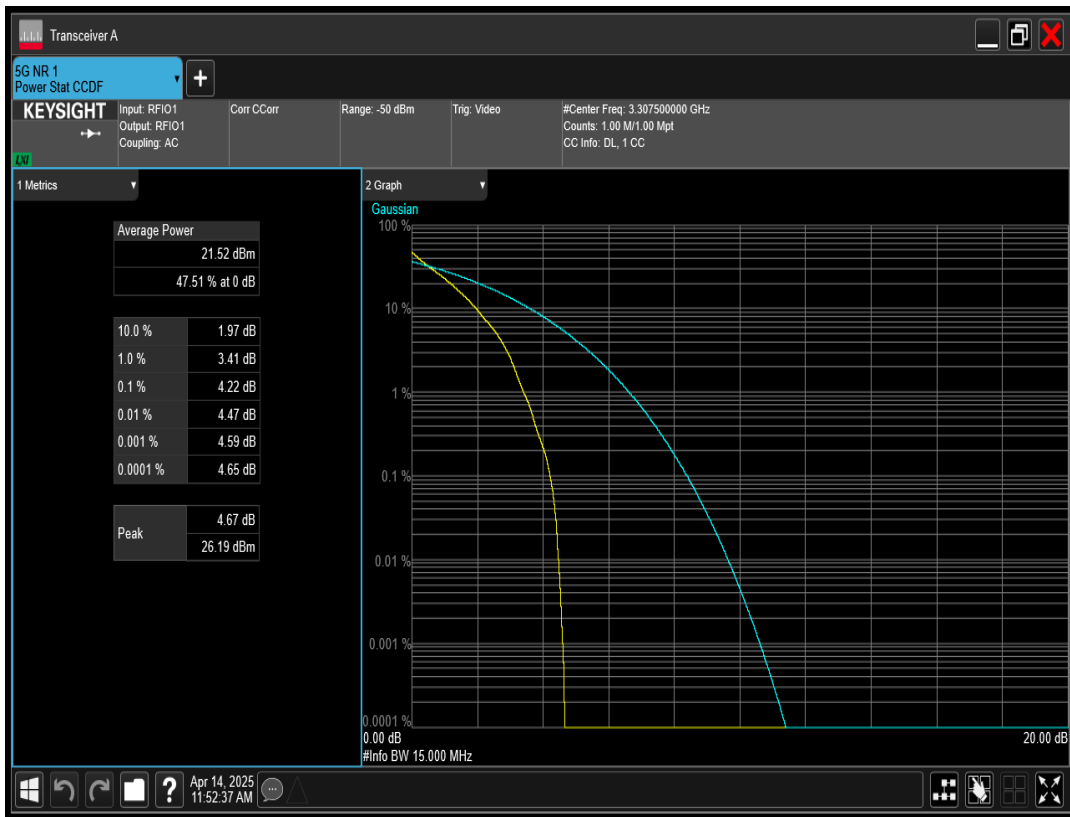 Transceiver A
5G NR 1
Power Stat CCDF
+
KEYSIGHT
LXI
Input: RFIO1
Output: RFIO1
Coupling: AC
Corr CCorr
Range: -50 dBm
Trig: Video
#Center Freq: 3.307500000 GHz
Counts: 1.00 M/1.00 Mpt
CC Info: DL, 1 CC
1 Metrics
Average Power
21.52 dBm
47.51 % at 0 dB
10.0 % 1.97 dB
1.0 % 3.41 dB
0.1 % 4.22 dB
0.01 % 4.47 dB
0.001 % 4.59 dB
0.0001 % 4.65 dB
Peak 4.67 dB
26.19 dBm
2 Graph
Gaussian
100 %
10 %
1 %
0.1 %
0.01 %
0.001 %
0.0001 %
0.00 dB 20.00 dB
#Info BW 15.000 MHz
?
Apr 14, 2025
11:52:37 AM